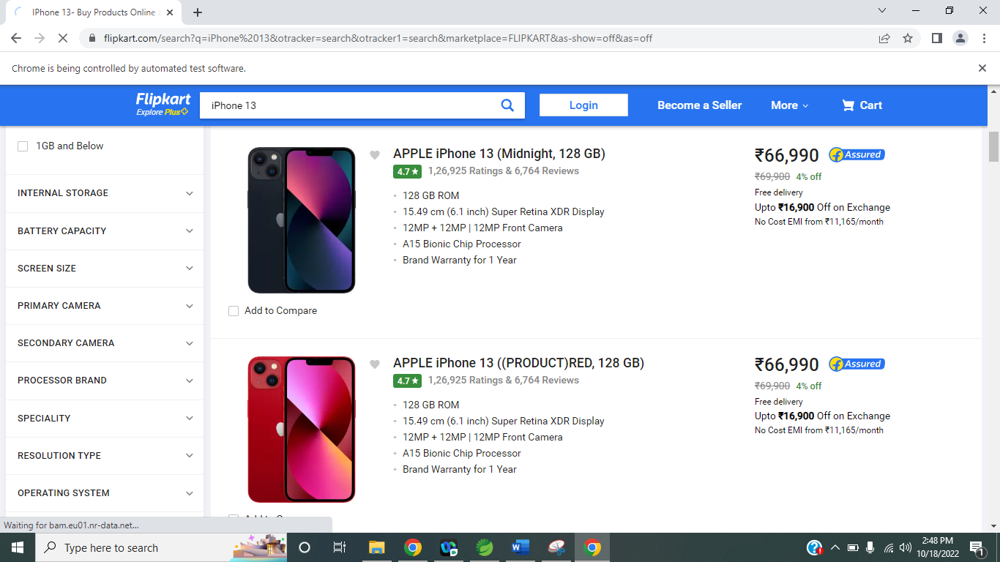 IPhone 13- Buy Products Online
flipkart.com/search?q=iPhone%2013&otracker=search&otracker1=search&marketplace=FLIPKART&as-show=off&as=off
Chrome is being controlled by automated test software.
Flipkart
Explore Plus
iPhone 13
Login
Become a Seller
More
Cart
1GB and Below
INTERNAL STORAGE
BATTERY CAPACITY
SCREEN SIZE
PRIMARY CAMERA
SECONDARY CAMERA
PROCESSOR BRAND
SPECIALITY
RESOLUTION TYPE
OPERATING SYSTEM
APPLE iPhone 13 (Midnight, 128 GB)
4.7★ 1,26,925 Ratings & 6,764 Reviews
128 GB ROM
15.49 cm (6.1 inch) Super Retina XDR Display
12MP + 12MP | 12MP Front Camera
A15 Bionic Chip Processor
Brand Warranty for 1 Year
₹66,990 f Assured
₹69,900 4% off
Free delivery
Upto ₹16,900 Off on Exchange
No Cost EMI from ₹11,165/month
Add to Compare
APPLE iPhone 13 ((PRODUCT)RED, 128 GB)
4.7★ 1,26,925 Ratings & 6,764 Reviews
128 GB ROM
15.49 cm (6.1 inch) Super Retina XDR Display
12MP + 12MP | 12MP Front Camera
A15 Bionic Chip Processor
Brand Warranty for 1 Year
₹66,990 f Assured
₹69,900 4% off
Free delivery
Upto ₹16,900 Off on Exchange
No Cost EMI from ₹11,165/month
Waiting for bam.eu01.nr-data.net...
Type here to search
2:48 PM
10/18/2022
1